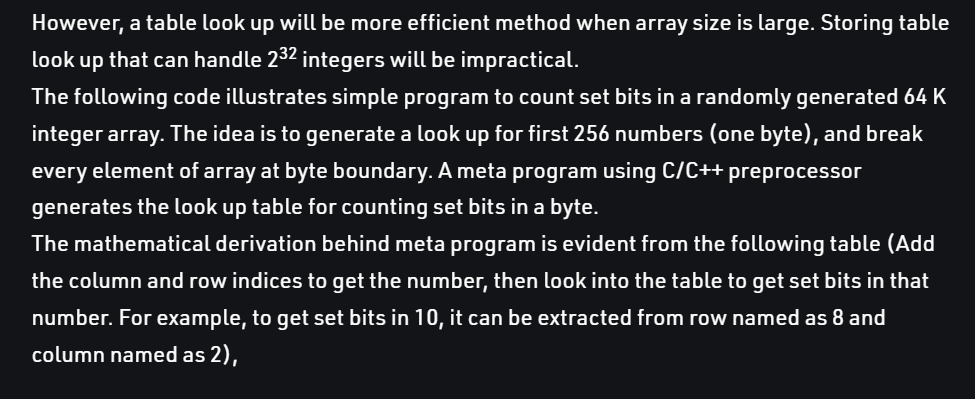 However, a table look up will be more efficient method when array size is large. Storing table
look up that can handle 2³² integers will be impractical.
The following code illustrates simple program to count set bits in a randomly generated 64 K
integer array. The idea is to generate a look up for first 256 numbers (one byte), and break
every element of array at byte boundary. A meta program using C/C++ preprocessor
generates the look up table for counting set bits in a byte.
The mathematical derivation behind meta program is evident from the following table (Add
the column and row indices to get the number, then look into the table to get set bits in that
number. For example, to get set bits in 10, it can be extracted from row named as 8 and
column named as 2),